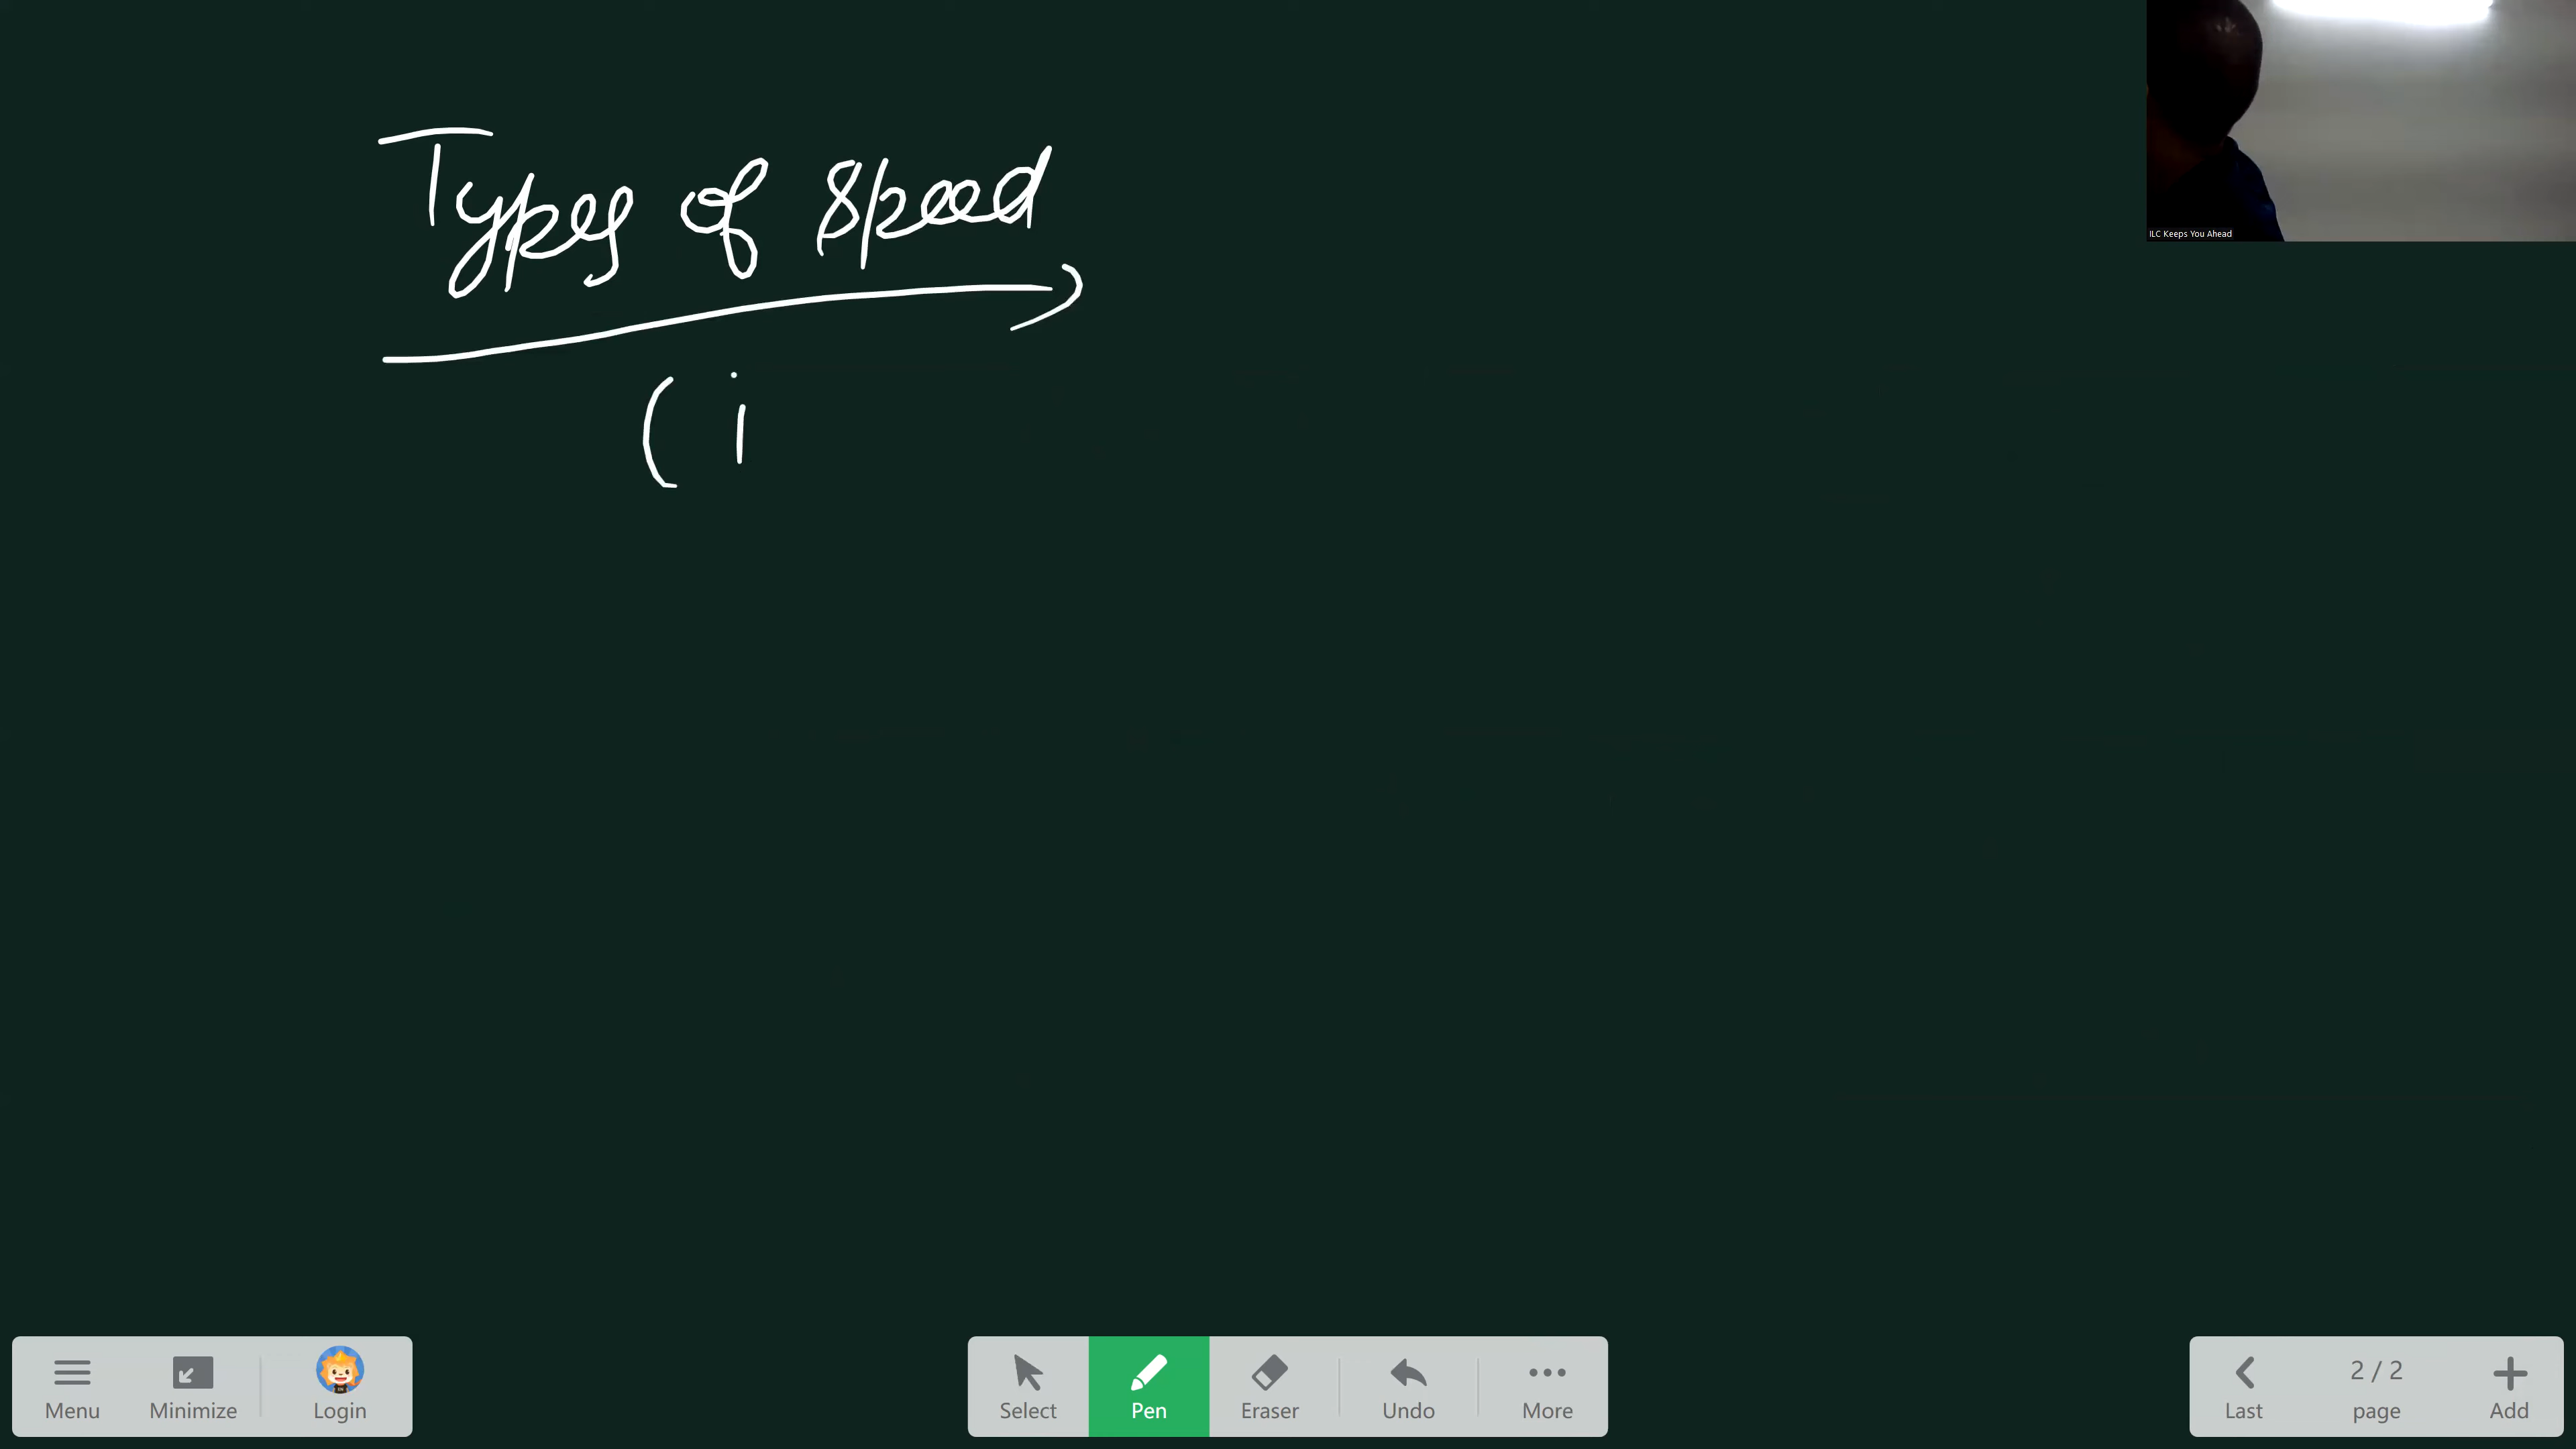 Types of speed
( i
ILC Keeps You Ahead
Menu Minimize Login Select Pen Eraser Undo More Last 2 / 2 page Add